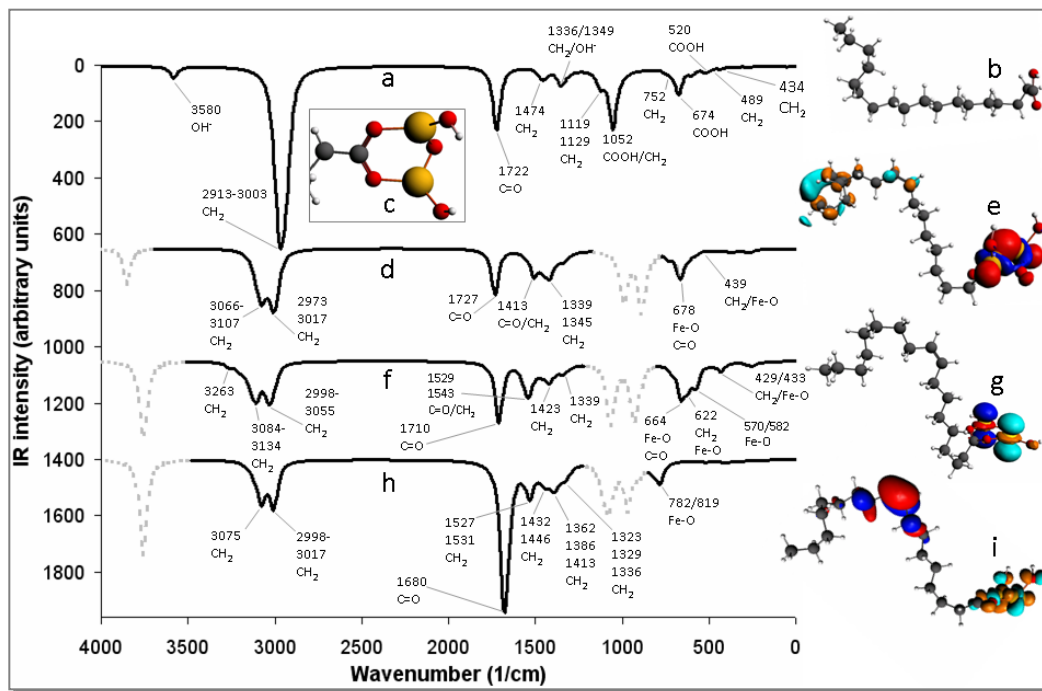 1336/1349
CH2/OH-
520
COOH
0
a
b
3580
OH-
1474
CH2
752
CH2
489
CH2
434
CH2
200
1119
1129
CH2
1052
COOH/CH2
674
COOH
1722
C=O
400
c
2913-3003
CH2
e
600
d
439
CH2/Fe-O
800
3066-
3107
CH2
2973
3017
CH2
1727
C=O
1413
C=O/CH2
1339
1345
CH2
678
Fe-O
C=O
1000
f
g
3263
CH2
2998-
3055
CH2
1529
1543
C=O/CH2
1423
CH2
1339
CH2
429/433
CH2/Fe-O
1200
3084-
3134
CH2
1710
C=O
664
Fe-O
C=O
622
CH2
Fe-O
570/582
Fe-O
1400
h
i
1600
3075
CH2
2998-
3017
CH2
1527
1531
CH2
1432
1446
CH2
1362
1386
1413
CH2
1323
1329
1336
CH2
782/819
Fe-O
1800
1680
C=O
4000 3000 2500 2000 1500 1000 500 0
Wavenumber (1/cm)
IR intensity (arbitrary units)